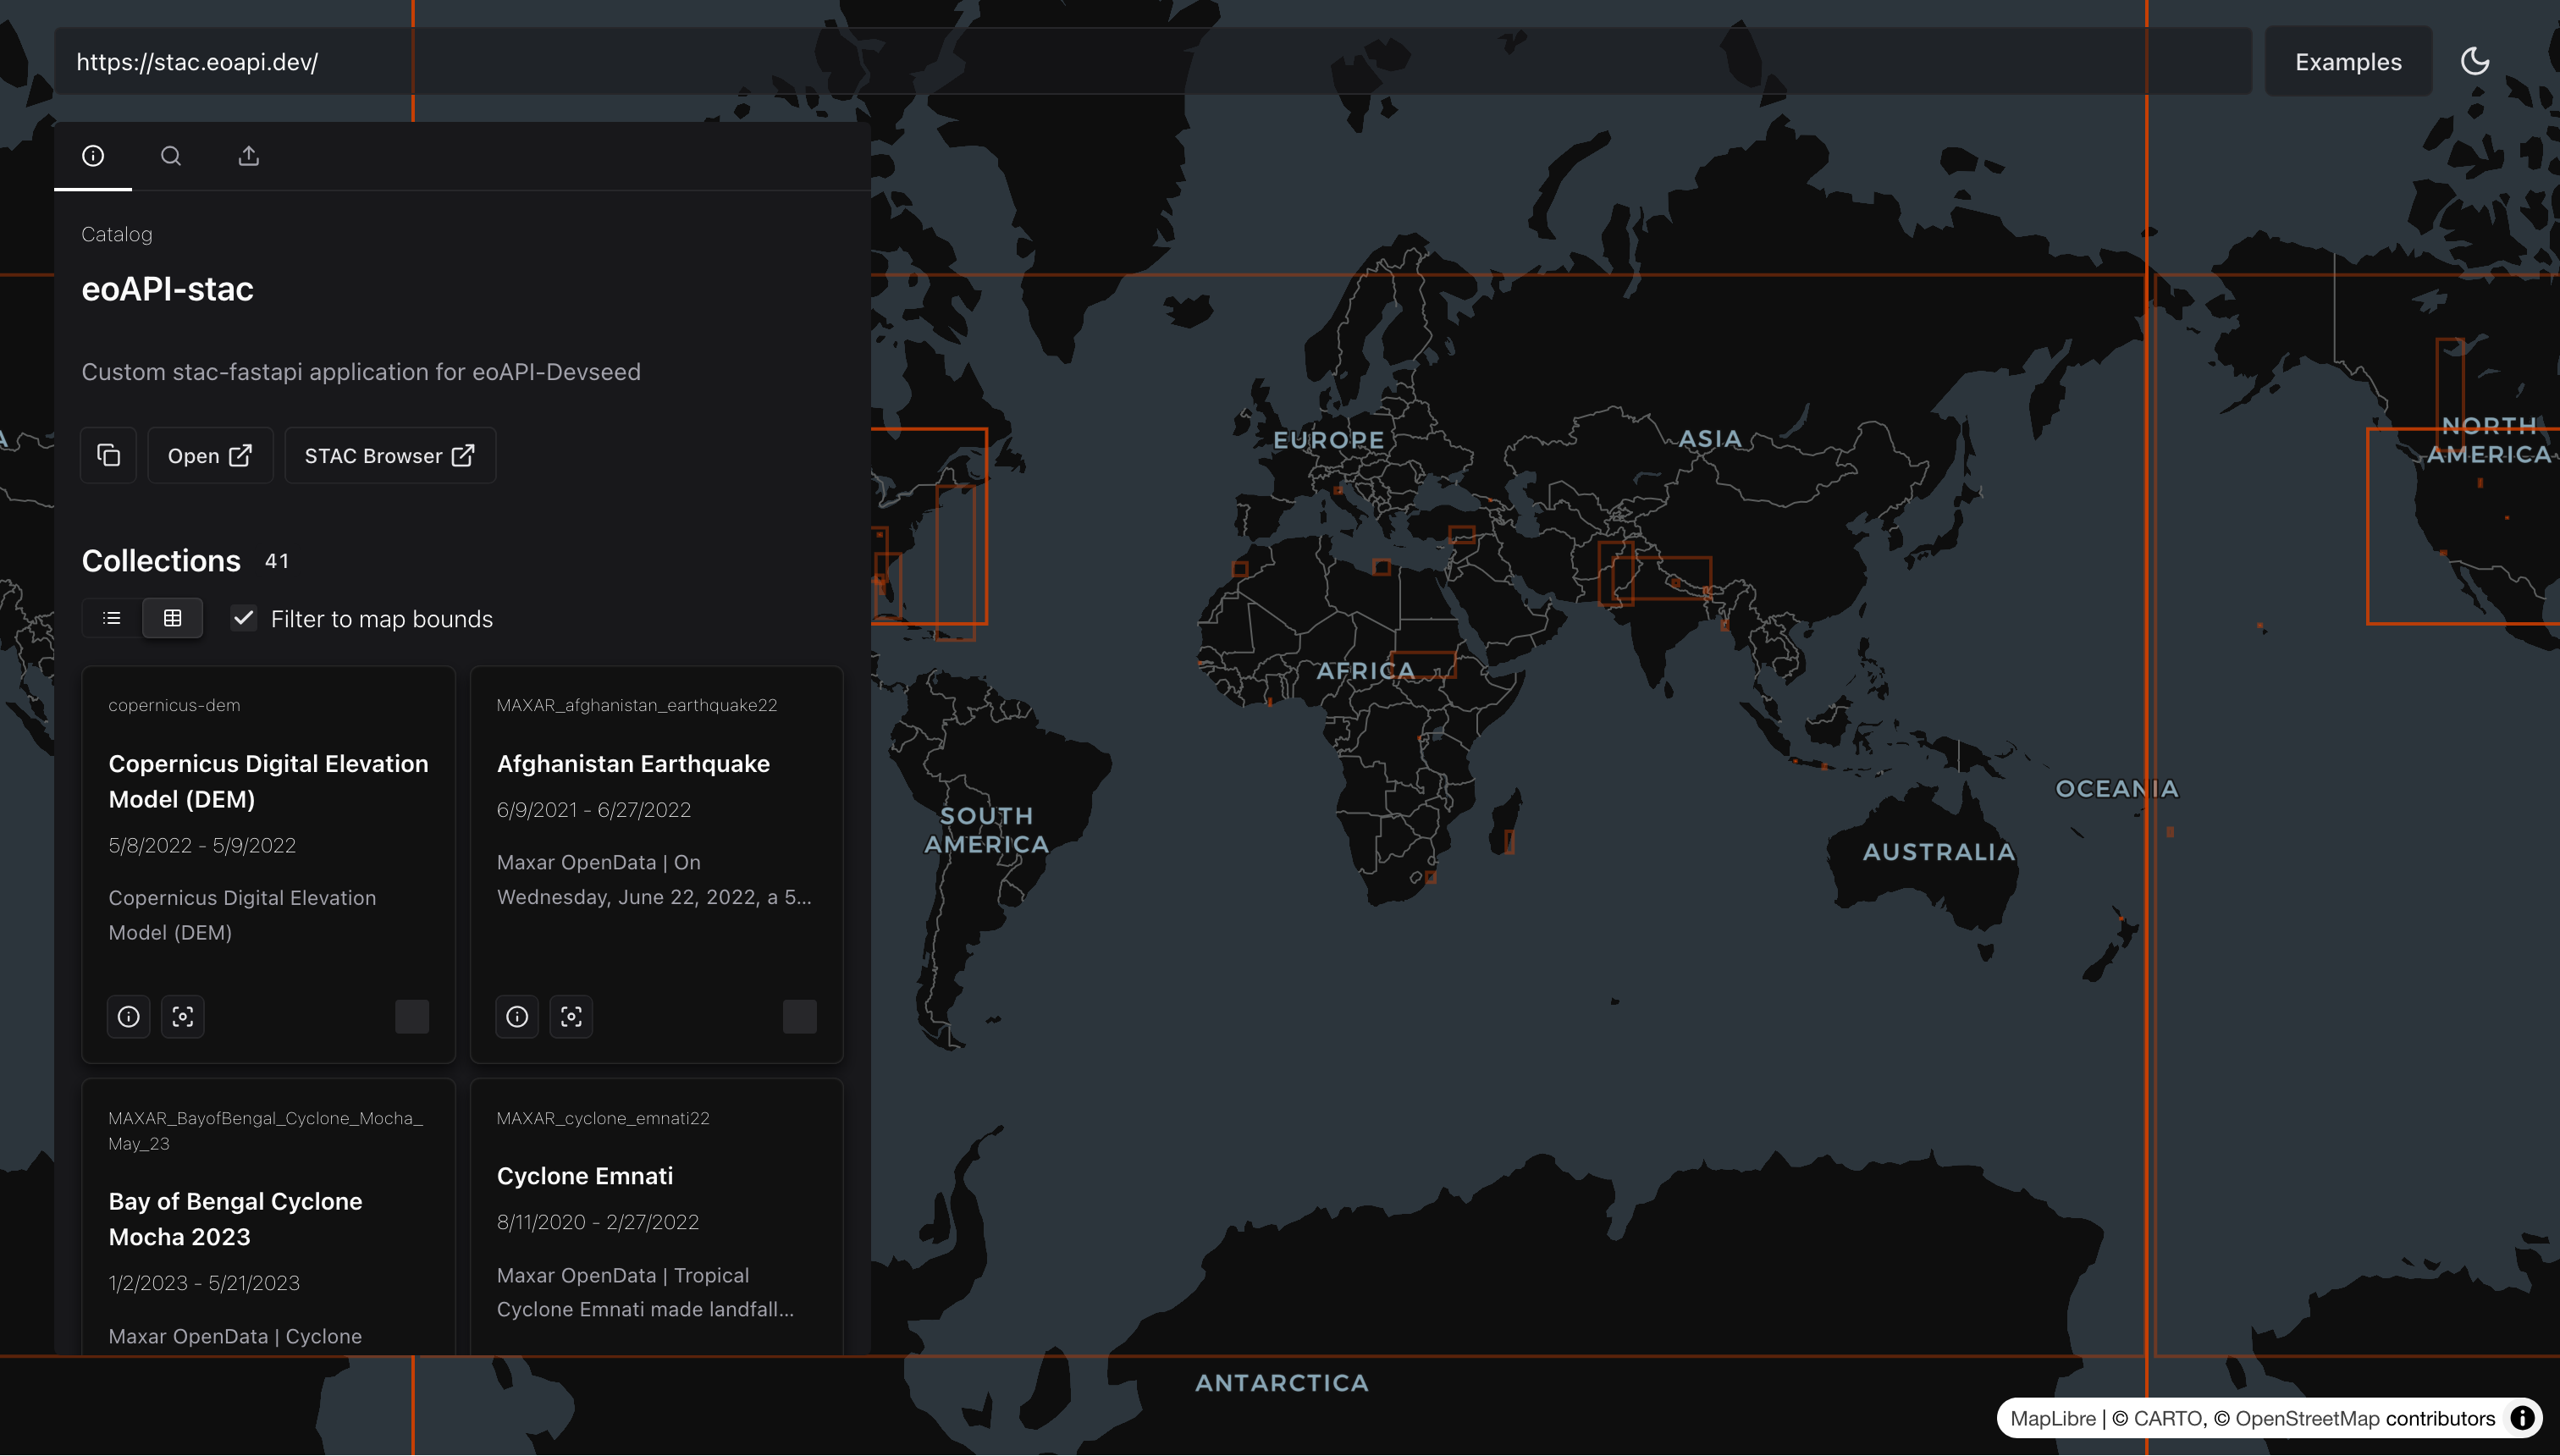 https://stac.eoapi.dev/
Examples
Catalog
eoAPI-stac
Custom stac-fastapi application for eoAPI-Devseed
Open
STAC Browser
Collections 41
Filter to map bounds
copernicus-dem
Copernicus Digital Elevation
Model (DEM)
5/8/2022 - 5/9/2022
Copernicus Digital Elevation
Model (DEM)
MAXAR_afghanistan_earthquake22
Afghanistan Earthquake
6/9/2021 - 6/27/2022
Maxar OpenData | On
Wednesday, June 22, 2022, a 5...
MAXAR_BayofBengal_Cyclone_Mocha_
May_23
Bay of Bengal Cyclone
Mocha 2023
1/2/2023 - 5/21/2023
Maxar OpenData | Cyclone
MAXAR_cyclone_emnati22
Cyclone Emnati
8/11/2020 - 2/27/2022
Maxar OpenData | Tropical
Cyclone Emnati made landfall...
EUROPE
ASIA
NORTH
AMERICA
AFRICA
SOUTH
AMERICA
OCEANIA
AUSTRALIA
ANTARCTICA
MapLibre | © CARTO, © OpenStreetMap contributors